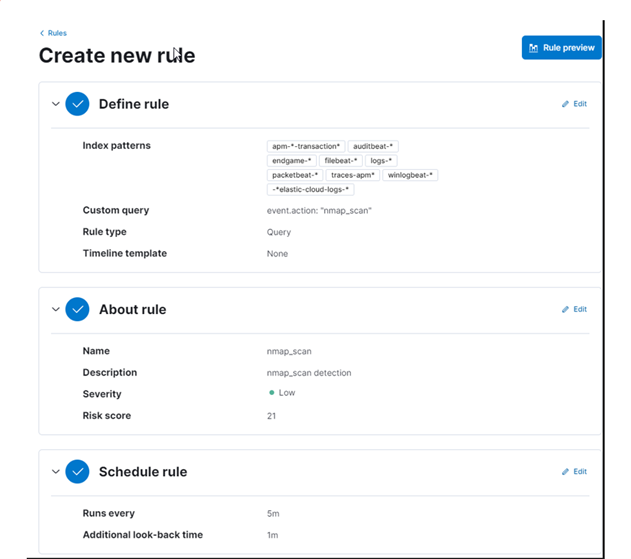 Rules
Create new rule
Rule preview
Define rule
Edit
Index patterns
apm-*-transaction* auditbeat-*
endgame-* filebeat-* logs-*
packetbeat-* traces-apm* winlogbeat-*
-*elastic-cloud-logs-*
Custom query event.action: "nmap_scan"
Rule type Query
Timeline template None
About rule
Edit
Name nmap_scan
Description nmap_scan detection
Severity Low
Risk score 21
Schedule rule
Edit
Runs every 5m
Additional look-back time 1m